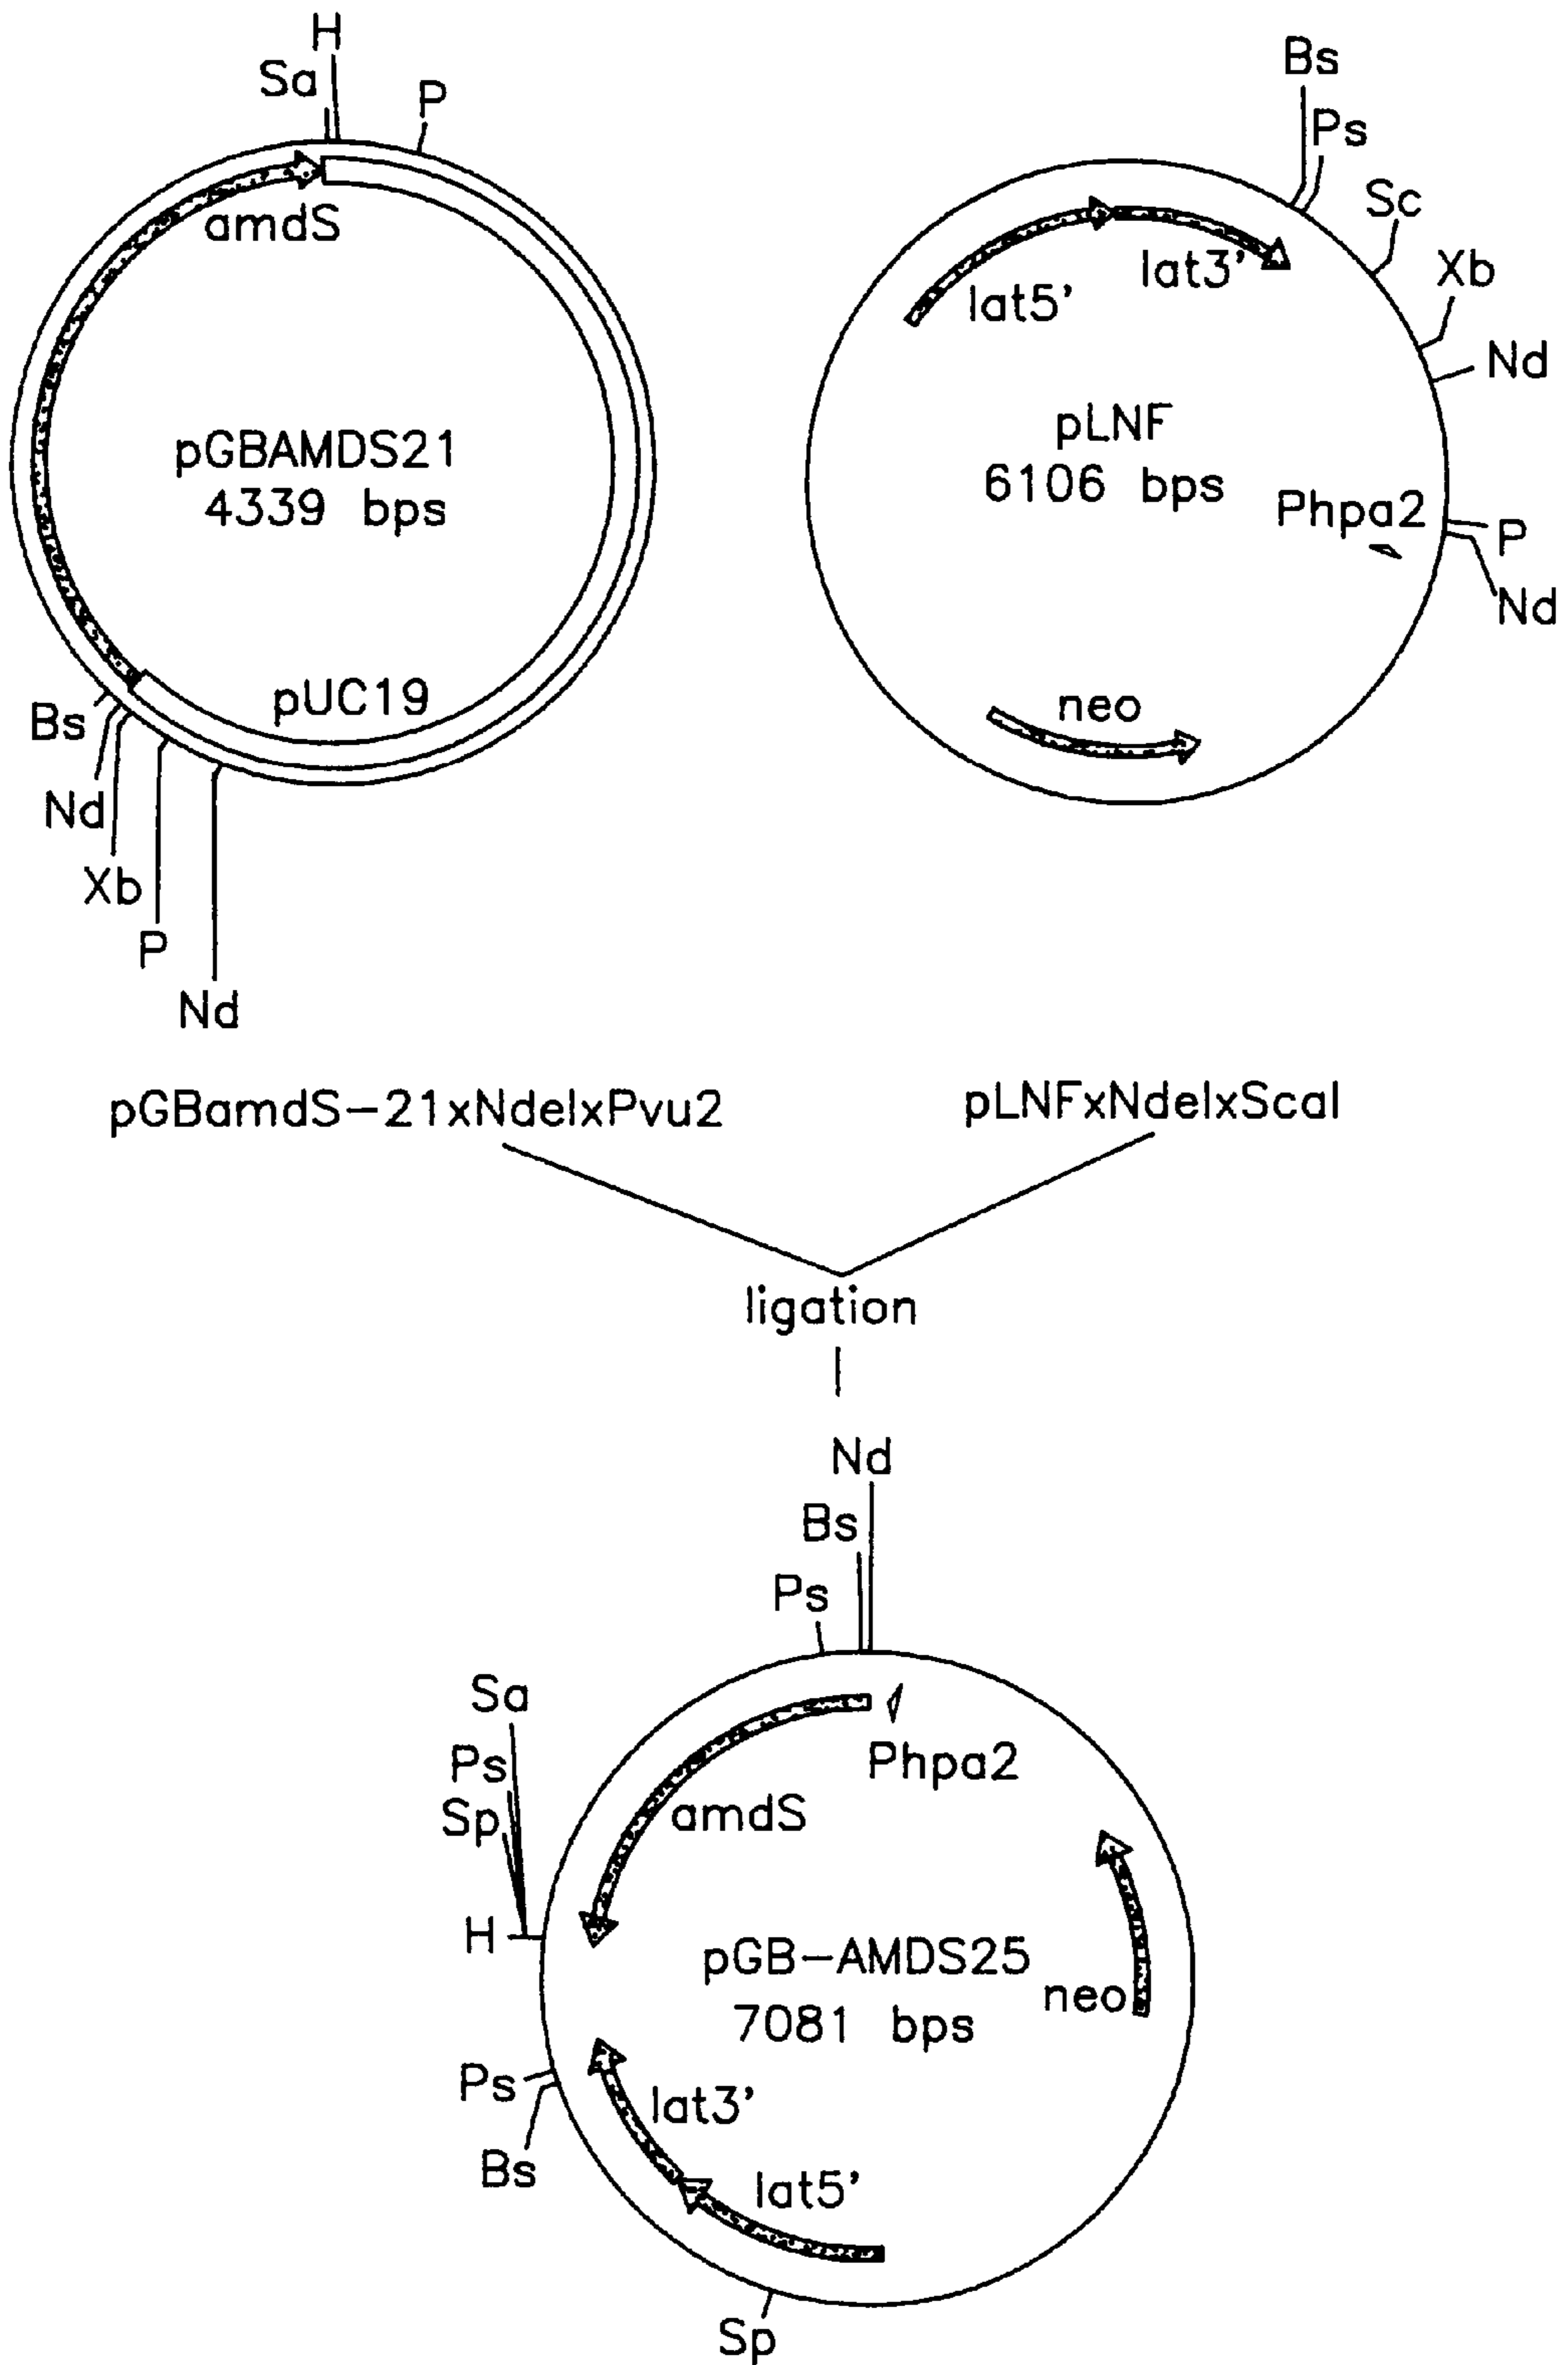 H
Sa
P
amdS
pGBAMDS21
4339 bps
pUC19
Bs
Nd
Xb
P
Nd
Bs
Ps
Sc
Xb
Nd
lat5'
lat3'
pLNF
6106 bps
Phpa2
P
Nd
neo
pGBamdS-21xNdeIxPvu2
pLNFxNdeIxScaI
ligation
Nd
Bs
Ps
Sa
Ps
Sp
H
Phpa2
amdS
pGB-AMDS25
7081 bps
neo
Ps
Bs
lat3'
lat5'
Sp